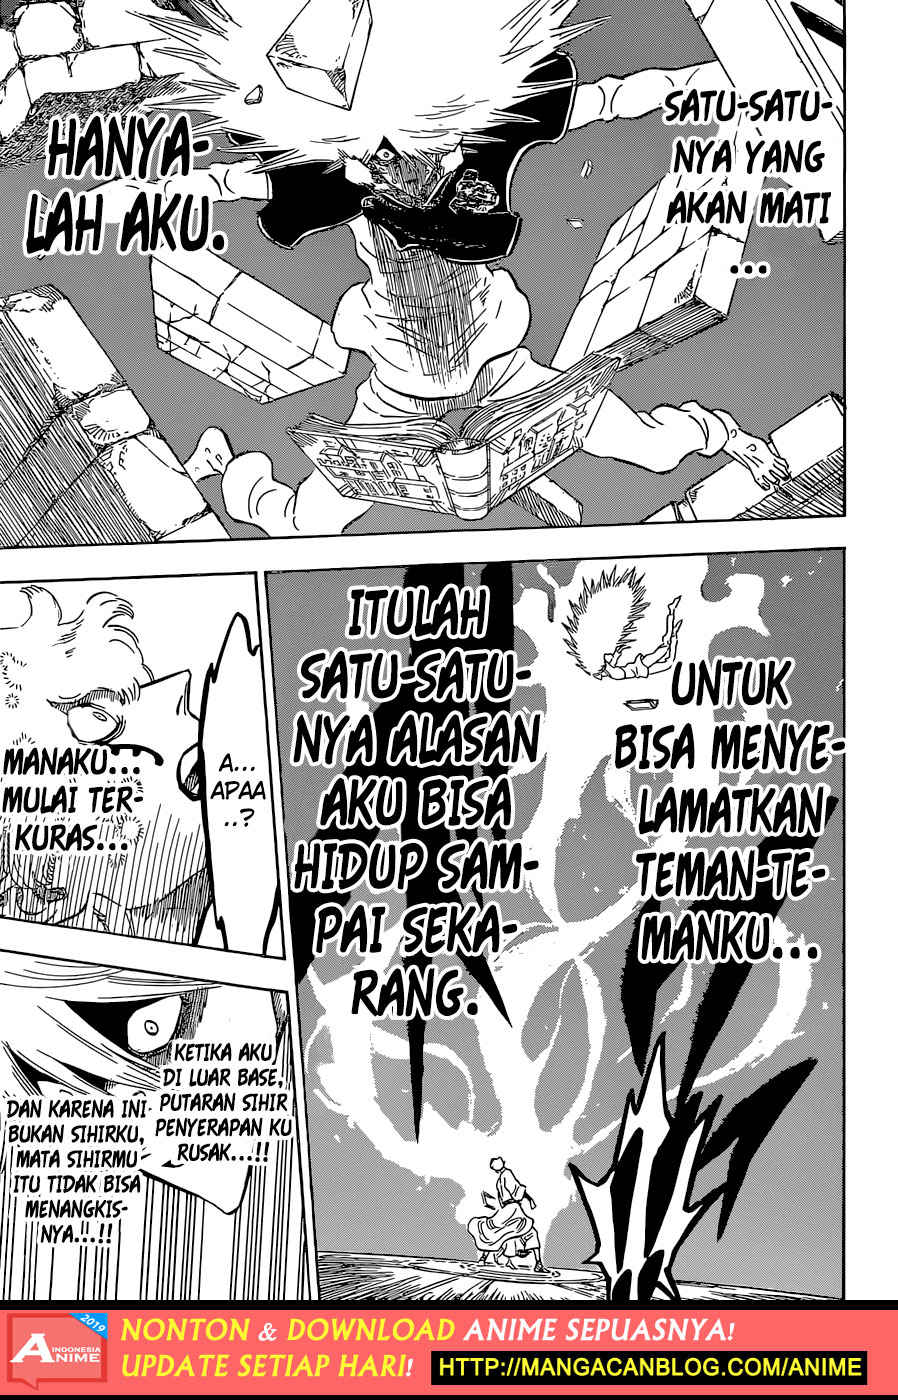 SATU-SATU-
NYA YANG
AKAN MATI
...
HANYA-
LAH AKU.
UNTUK
BISA MENYE-
LAMATKAN
TEMAN-TE-
MANKU...
ITULAH
SATU-SATU-
NYA ALASAN
AKU BISA
HIDUP SAM-
PAI SEKA-
RANG.
A...
APAA
..?
MANAKU...
MULAI TER-
KURAS...
KETIKA AKU
DI LUAR BASE,
PUTARAN SIHIR
PENYERAPAN KU
RUSAK...!!
DAN KARENA INI
BUKAN SIHIRKU,
MATA SIHIRMU
ITU TIDAK BISA
MENANGKIS-
NYA...!!
2019
A
INDONESIA
ANIME
NONTON & DOWNLOAD ANIME SEPUASNYA!
UPDATE SETIAP HARI!
HTTP://MANGACANBLOG.COM/ANIME